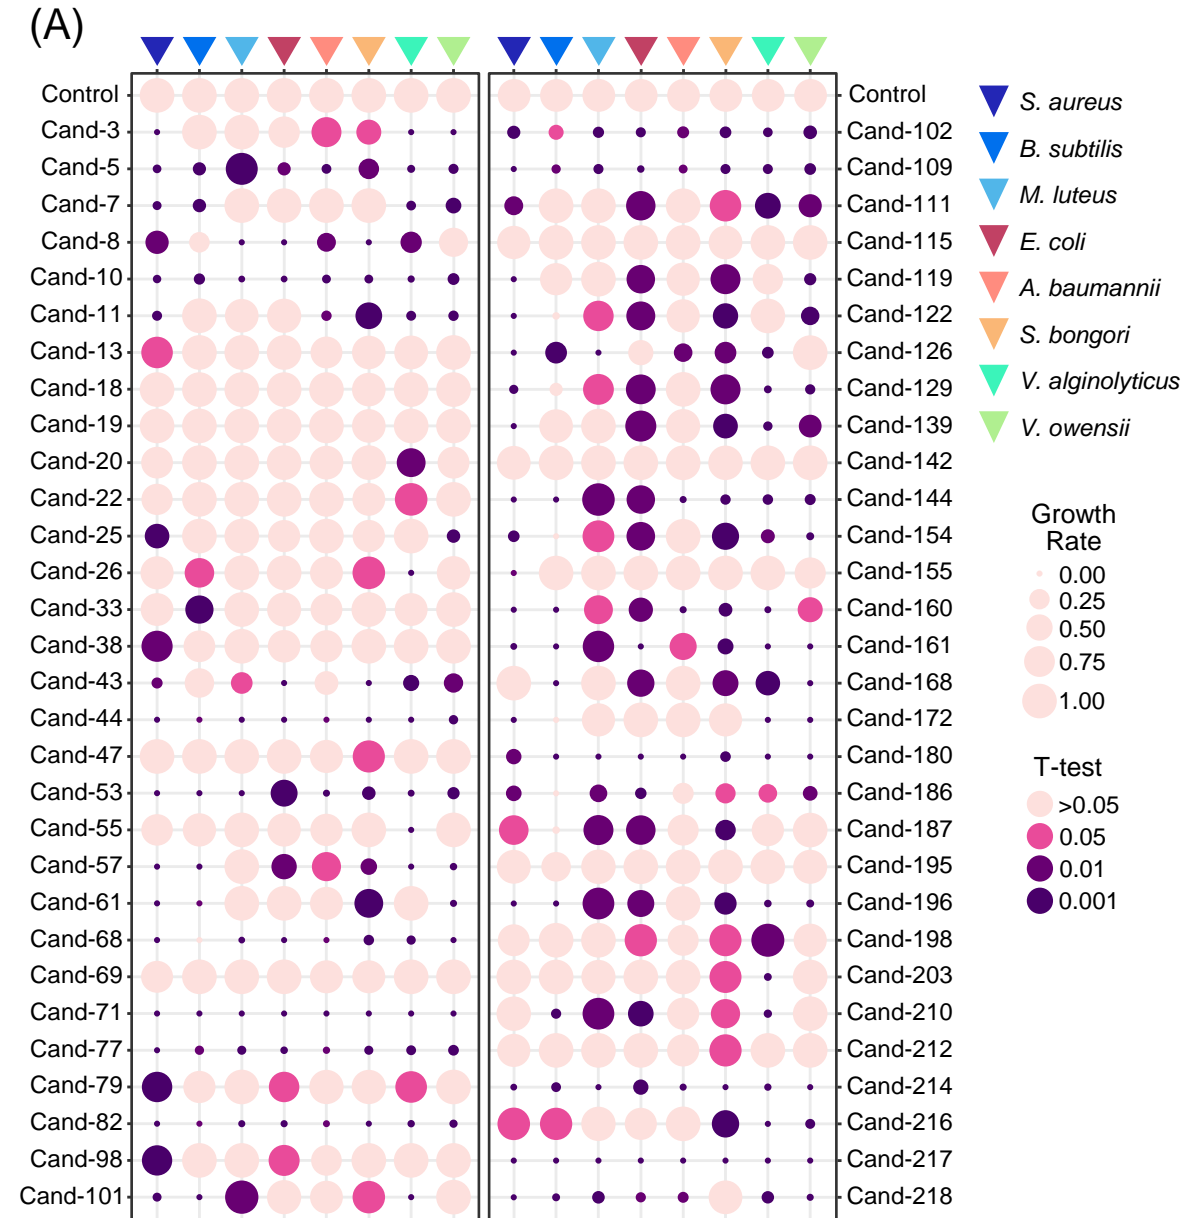 (A)
Control
Cand-3
Cand-5
Cand-7
Cand-8
Cand-10
Cand-11
Cand-13
Cand-18
Cand-19
Cand-20
Cand-22
Cand-25
Cand-26
Cand-33
Cand-38
Cand-43
Cand-44
Cand-47
Cand-53
Cand-55
Cand-57
Cand-61
Cand-68
Cand-69
Cand-71
Cand-77
Cand-79
Cand-82
Cand-98
Cand-101
Control
Cand-102
Cand-109
Cand-111
Cand-115
Cand-119
Cand-122
Cand-126
Cand-129
Cand-139
Cand-142
Cand-144
Cand-154
Cand-155
Cand-160
Cand-161
Cand-168
Cand-172
Cand-180
Cand-186
Cand-187
Cand-195
Cand-196
Cand-198
Cand-203
Cand-210
Cand-212
Cand-214
Cand-216
Cand-217
Cand-218
S. aureus
B. subtilis
M. luteus
E. coli
A. baumannii
S. bongori
V. alginolyticus
V. owensii
Growth
Rate
0.00
0.25
0.50
0.75
1.00
T-test
>0.05
0.05
0.01
0.001